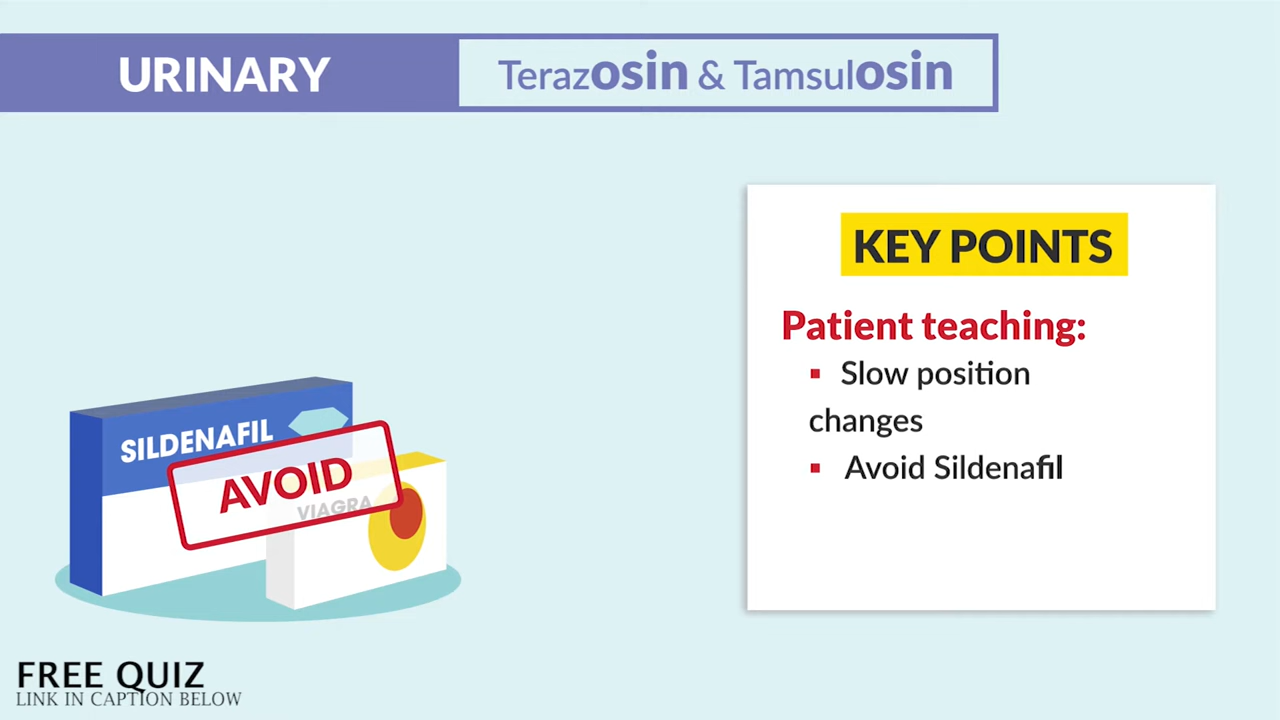 URINARY
Terazosin & Tamsulosin
KEY POINTS
Patient teaching:
▪ Slow position
changes
▪ Avoid Sildenafil
SILDENAFIL
AVOID
VIAGRA
FREE QUIZ
LINK IN CAPTION BELOW